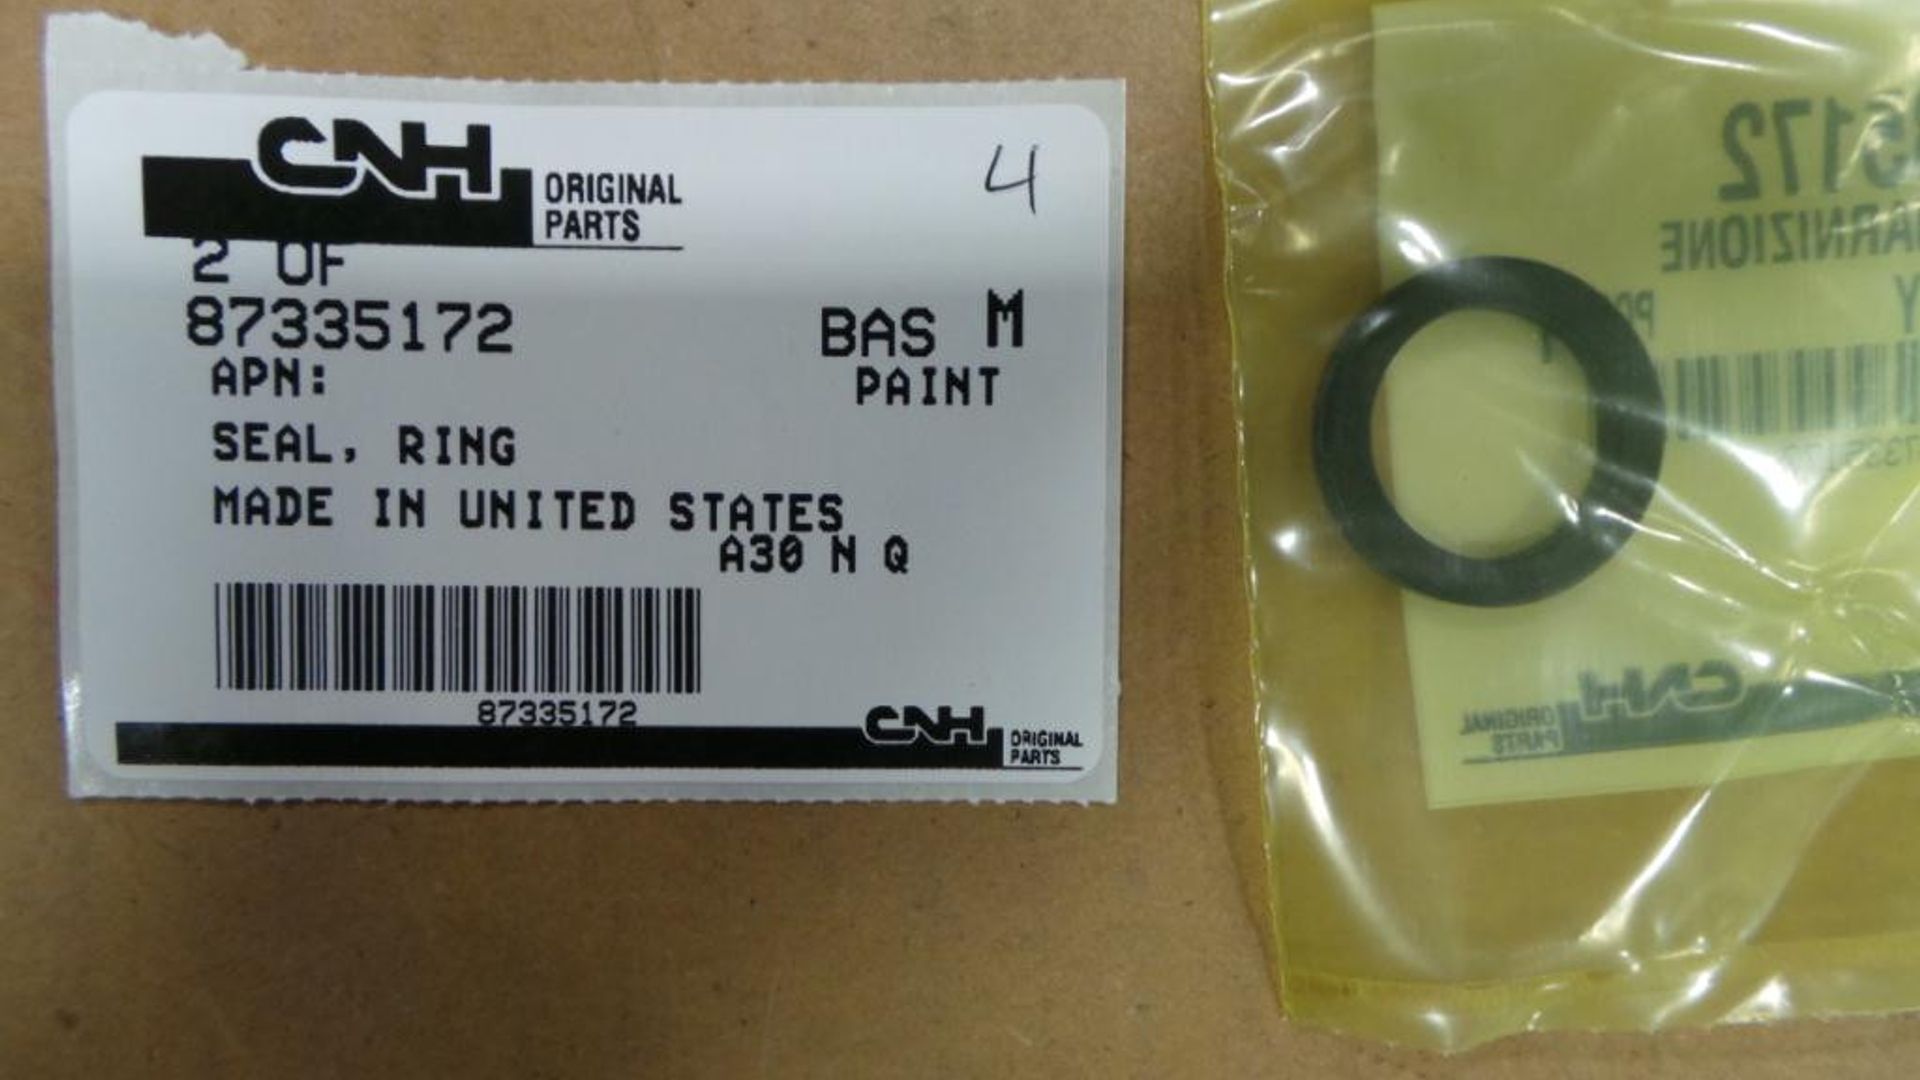 CNH
ORIGINAL
PARTS
4
2 OF
87335172
BAS M
APN:
PAINT
SEAL, RING
MADE IN UNITED STATES
A30 N Q
87335172
CNH
ORIGINAL
PARTS
5172
ARNIZIONE
Y
CNH
ORIGINAL
PARTS